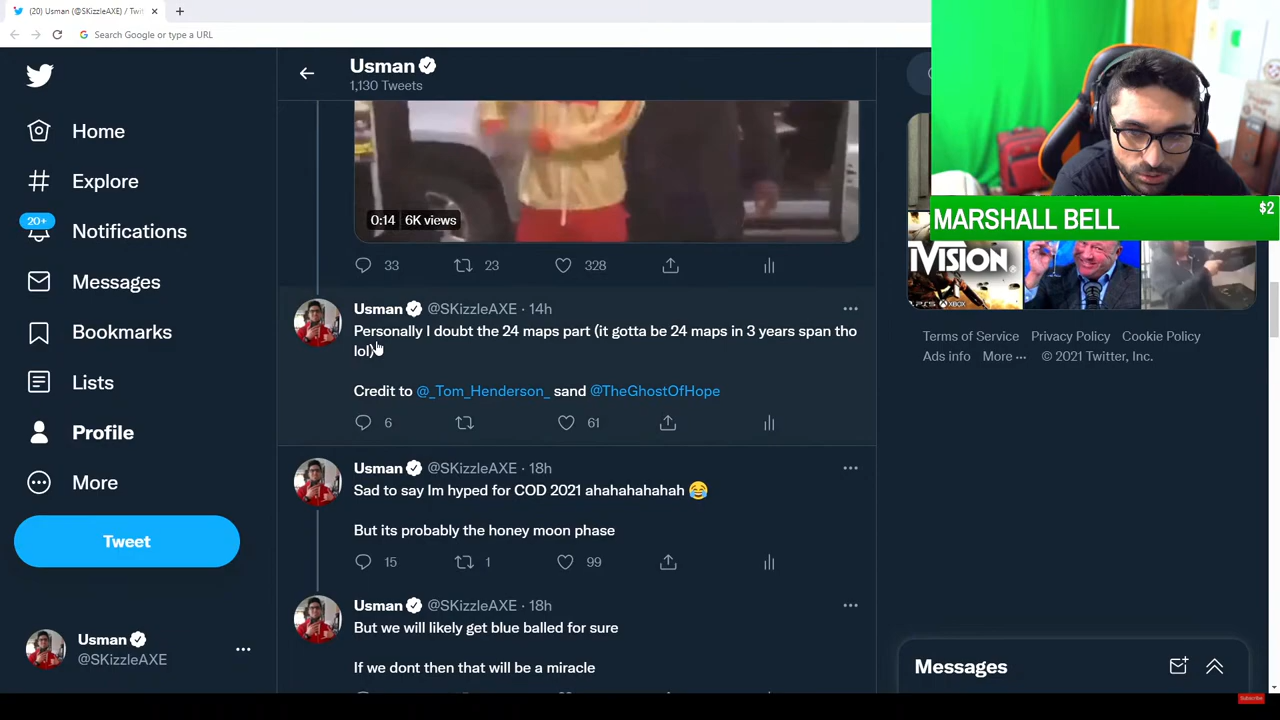 (20) Usman (@SKizzleAXE) / Twit
Search Google or type a URL
Usman
1,130 Tweets
Home
Explore
20+
Notifications
Messages
Bookmarks
Lists
Profile
More
Tweet
Usman
@SKizzleAXE
0:14 6K views
33 23 328
Usman @SKizzleAXE · 14h
Personally I doubt the 24 maps part (it gotta be 24 maps in 3 years span tho
lol)
Credit to @_Tom_Henderson_ sand @TheGhostOfHope
6 61
Usman @SKizzleAXE · 18h
Sad to say Im hyped for COD 2021 ahahahahahah 😂
But its probably the honey moon phase
15 1 99
Usman @SKizzleAXE · 18h
But we will likely get blue balled for sure
If we dont then that will be a miracle
MARSHALL BELL
$2
IVISION
PS5 XBOX
Terms of Service Privacy Policy Cookie Policy
Ads info More ··· © 2021 Twitter, Inc.
Messages
Subscribe